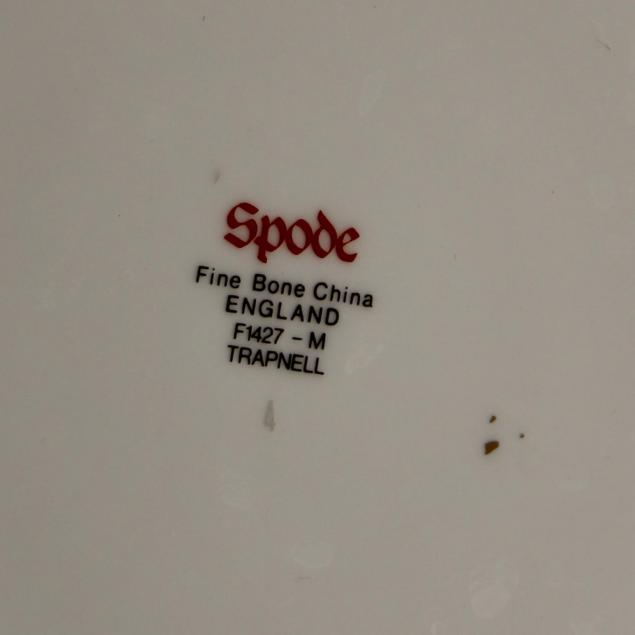 Spode
Fine Bone China
ENGLAND
F1427 - M
TRAPNELL